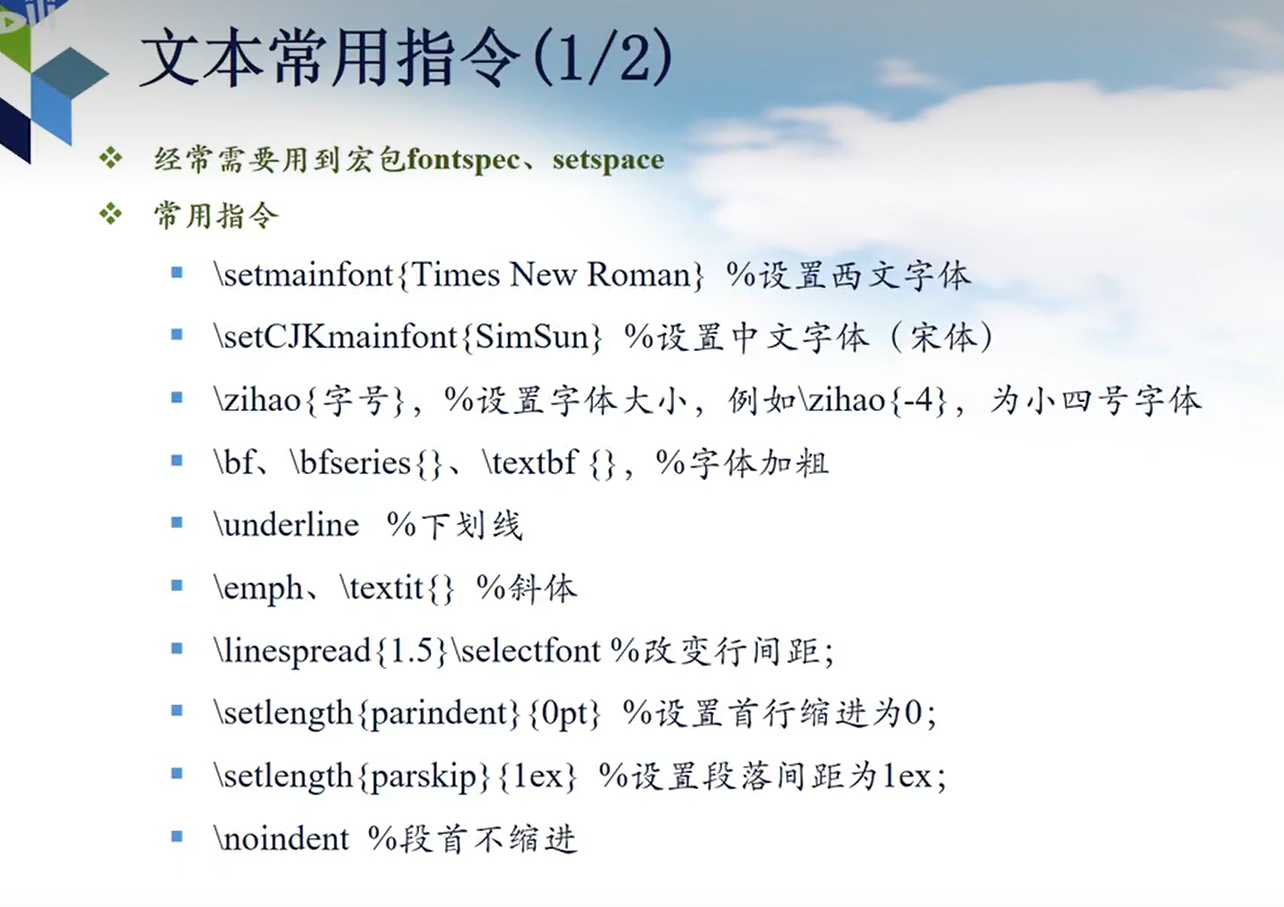 文本常用指令(1/2)
经常需要用到宏包fontspec、setspace
常用指令
\setmainfont{Times New Roman} %设置西文字体
\setCJKmainfont{SimSun} %设置中文字体（宋体）
\zihao{字号}，%设置字体大小，例如\zihao{-4}，为小四号字体
\bf、\bfseries{}、\textbf {}，%字体加粗
\underline %下划线
\emph、\textit{} %斜体
\linespread{1.5}\selectfont %改变行间距；
\setlength{parindent}{0pt} %设置首行缩进为0；
\setlength{parskip}{1ex} %设置段落间距为1ex；
\noindent %段首不缩进